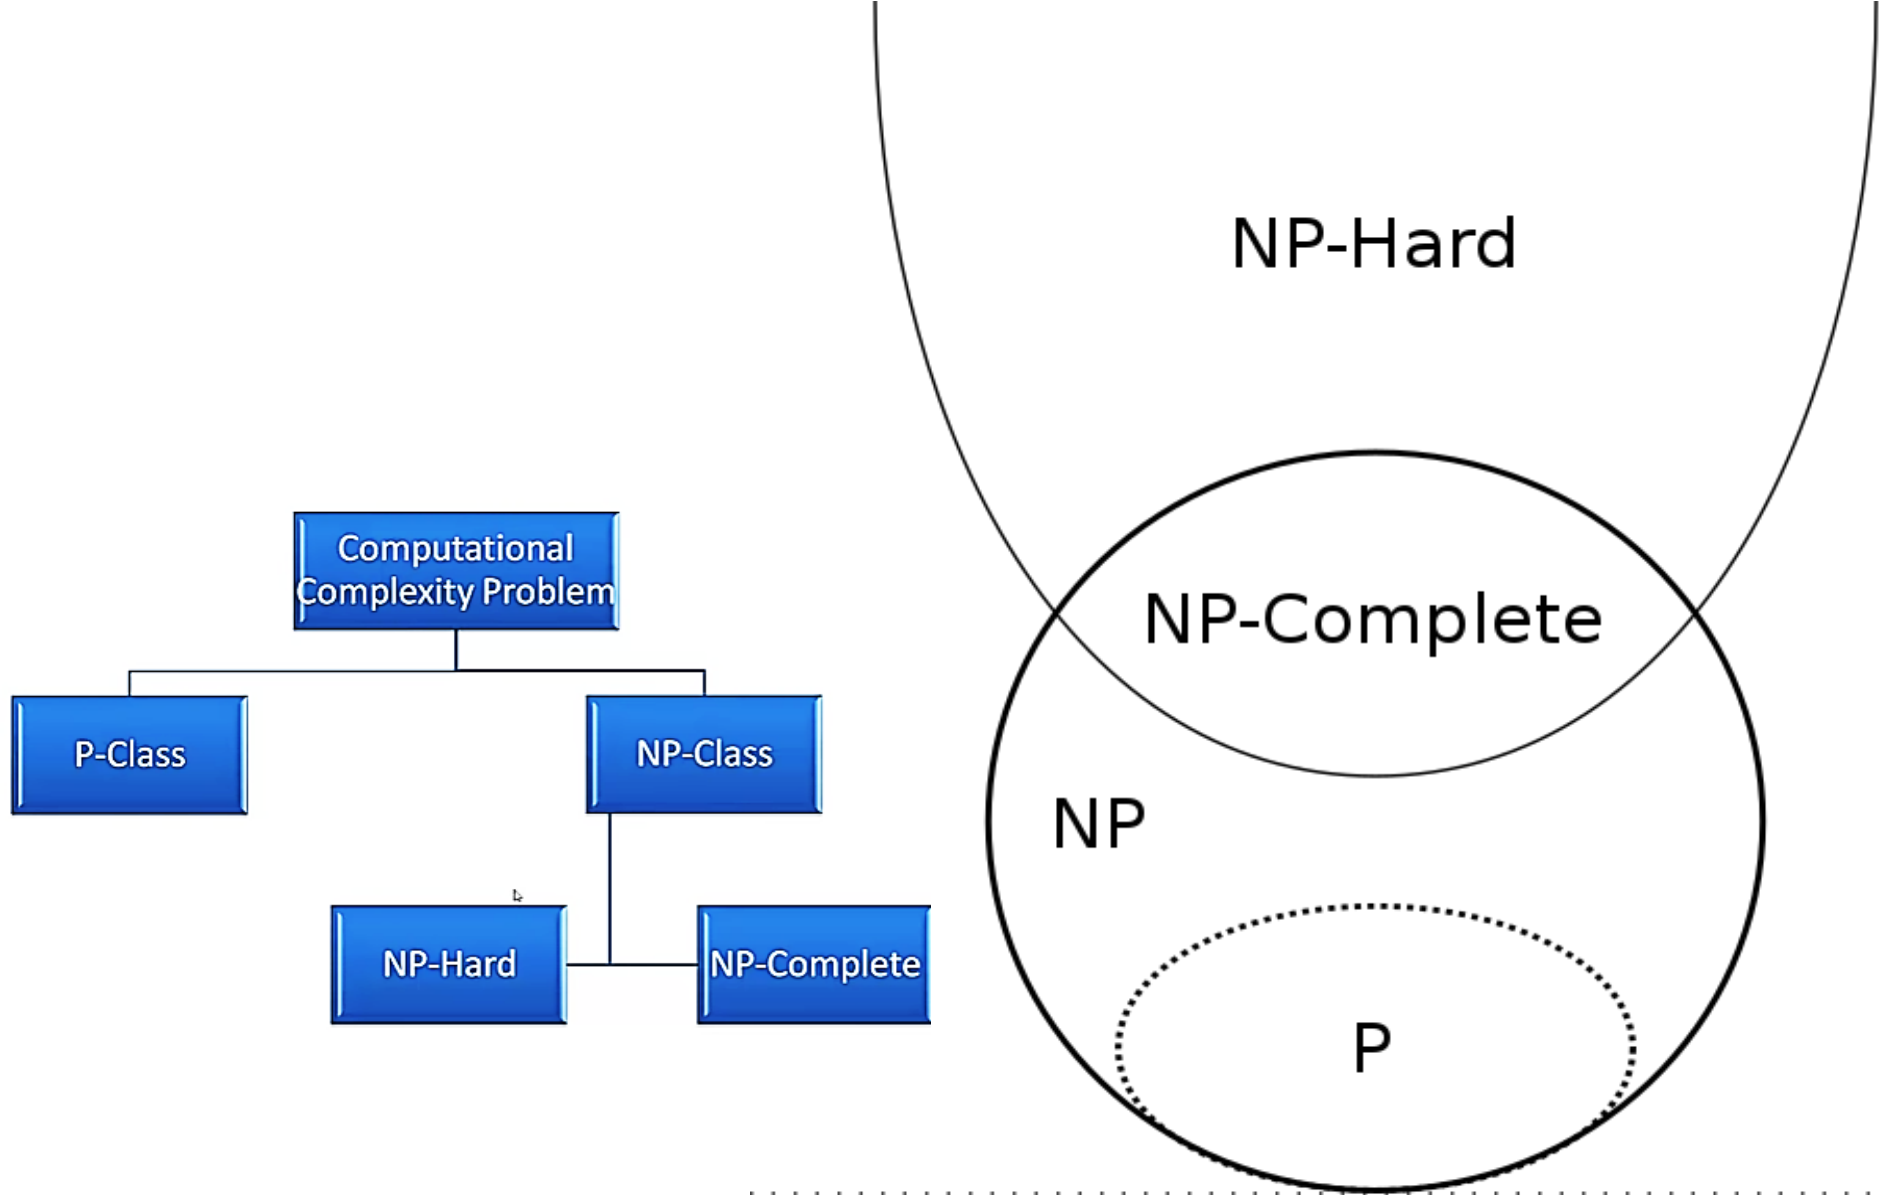 Computational
Complexity Problem
P-Class
NP-Class
NP-Hard
NP-Complete
NP-Hard
NP-Complete
NP
P